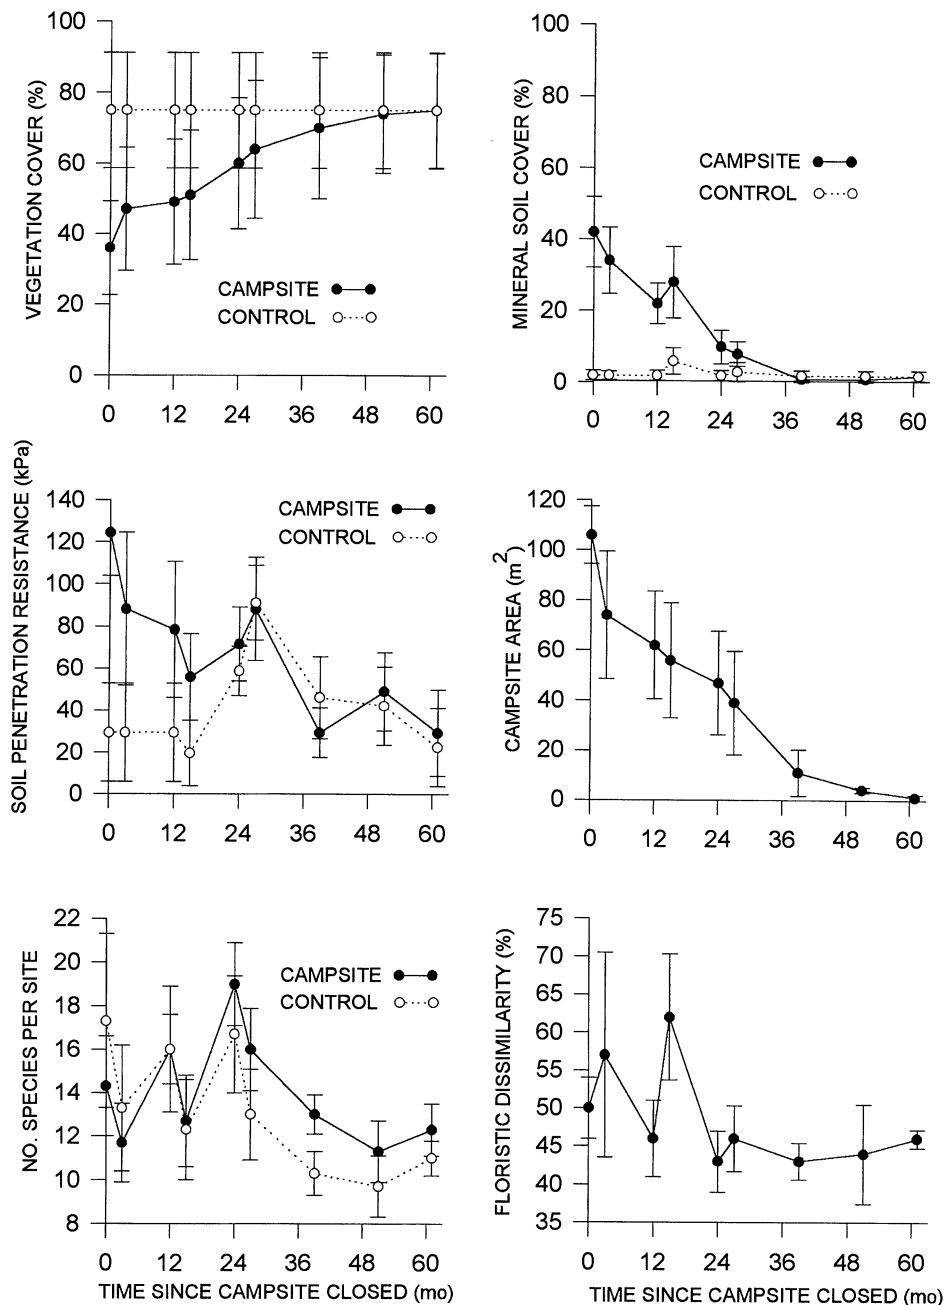 100
80
60
40
20
0
VEGETATION COVER (%)
CAMPSITE
CONTROL
0 12 24 36 48 60
100
80
60
40
20
0
MINERAL SOIL COVER (%)
CAMPSITE
CONTROL
0 12 24 36 48 60
140
120
100
80
60
40
20
0
SOIL PENETRATION RESISTANCE (kPa)
CAMPSITE
CONTROL
0 12 24 36 48 60
120
100
80
60
40
20
0
CAMPSITE AREA (m²)
0 12 24 36 48 60
22
20
18
16
14
12
10
8
NO. SPECIES PER SITE
CAMPSITE
CONTROL
0 12 24 36 48 60
TIME SINCE CAMPSITE CLOSED (mo)
75
70
65
60
55
50
45
40
35
FLORISTIC DISSIMILARITY (%)
0 12 24 36 48 60
TIME SINCE CAMPSITE CLOSED (mo)